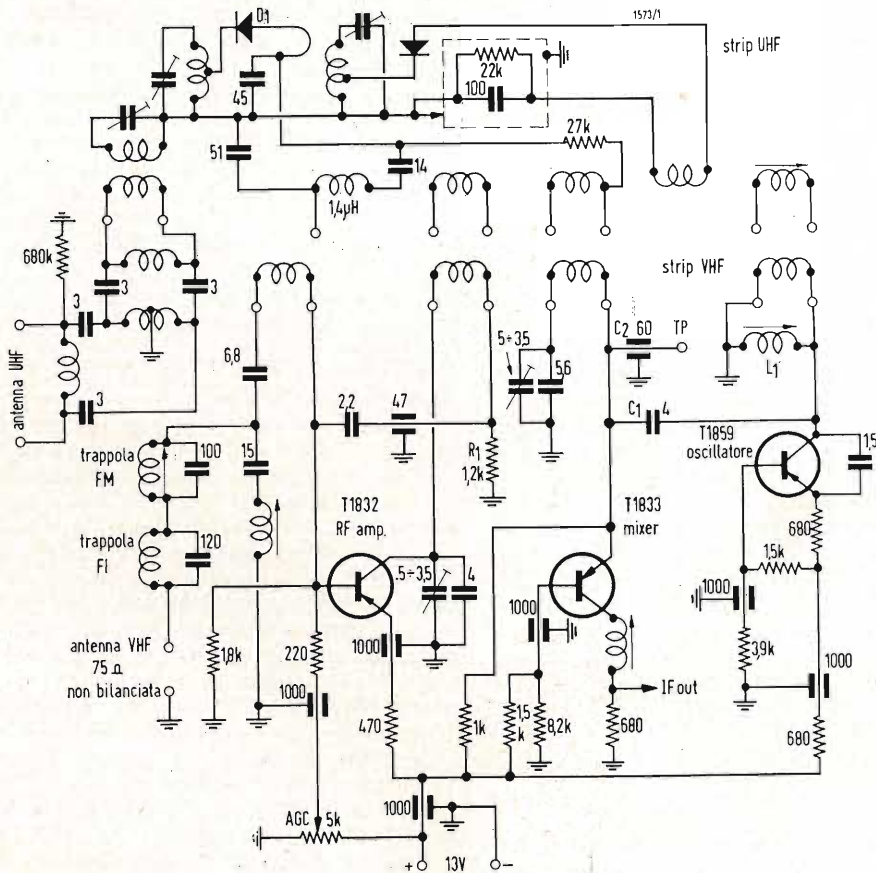 1573/1
D1
strip UHF
22k
100
45
27k
51
14
1,4µH
680k
strip VHF
3
3
3
3
antenna UHF
6,8
5÷3,5
5,6
C2 60
TP
L1
2,2
47
C1
4
R1
1,2k
T1859
oscillatore
1,5
trappola
FM
100
15
T1832
RF amp.
T1833
mixer
680
trappola
FI
120
1,5k
.5÷3,5
4
1000
1000
1000
antenna VHF
75 Ω
non bilanciata
1,8k
220
3,9k
IF out
1000
1000
470
1k
1,5
k
8,2k
680
680
1000
AGC
5k
+
13V
-